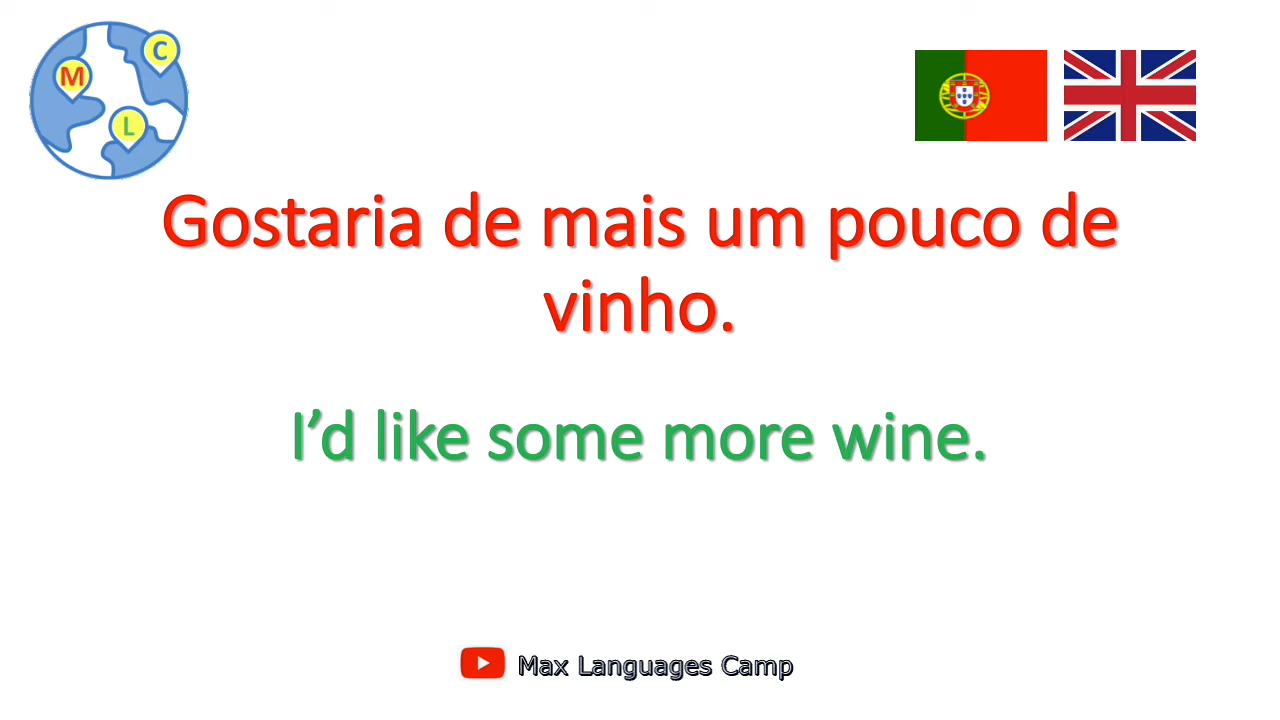 C
M
L
Gostaria de mais um pouco de
vinho.
I’d like some more wine.
Max Languages Camp